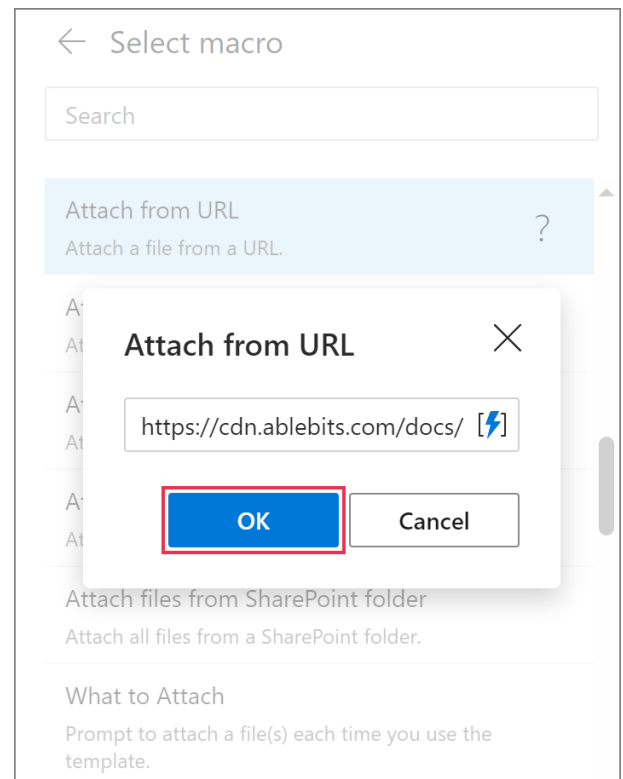 Select macro
Search
Attach from URL
?
Attach a file from a URL.
Attach from URL
https://cdn.ablebits.com/docs/
OK Cancel
Attach files from SharePoint folder
Attach all files from a SharePoint folder.
What to Attach
Prompt to attach a file(s) each time you use the
template.